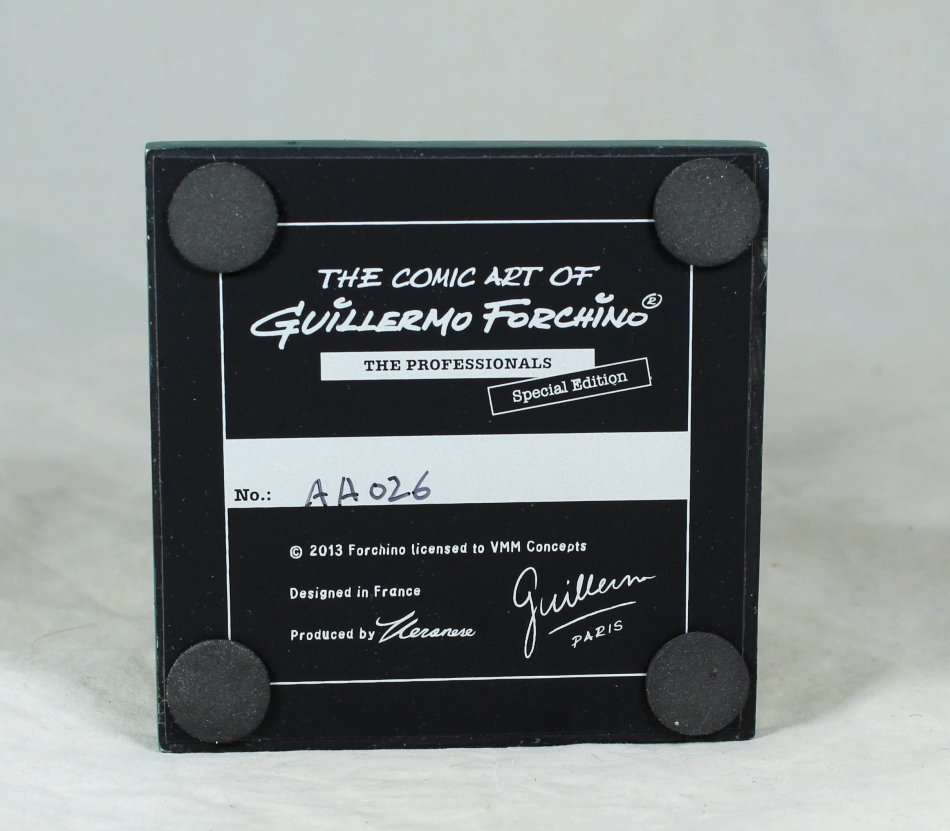 THE COMIC ART OF
GUILLERMO FORCHINO®
THE PROFESSIONALS
Special Edition
No.: AA026
© 2013 Forchino licensed to VMM Concepts
Designed in France
Produced by Veronese
Guillermo
PARIS